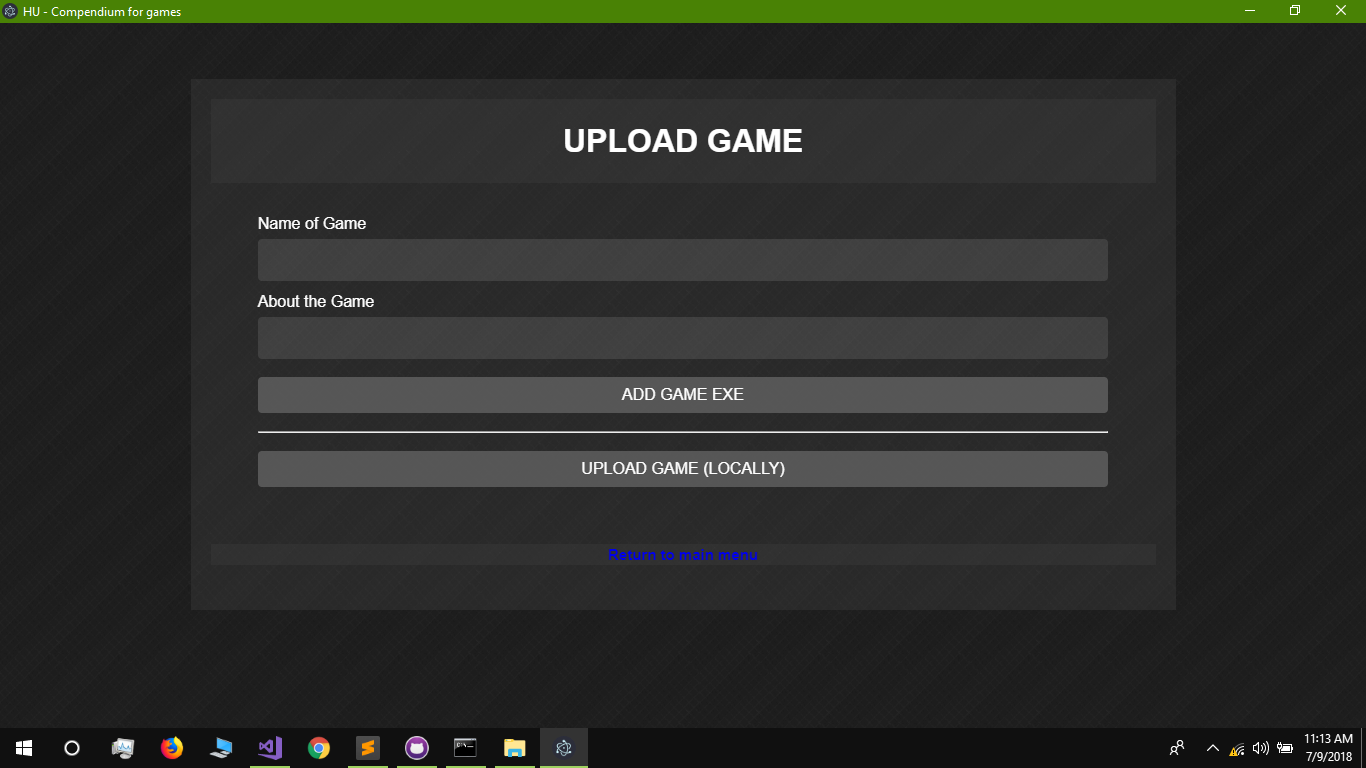 HU - Compendium for games
UPLOAD GAME
Name of Game
About the Game
ADD GAME EXE
UPLOAD GAME (LOCALLY)
Return to main menu
11:13 AM
7/9/2018